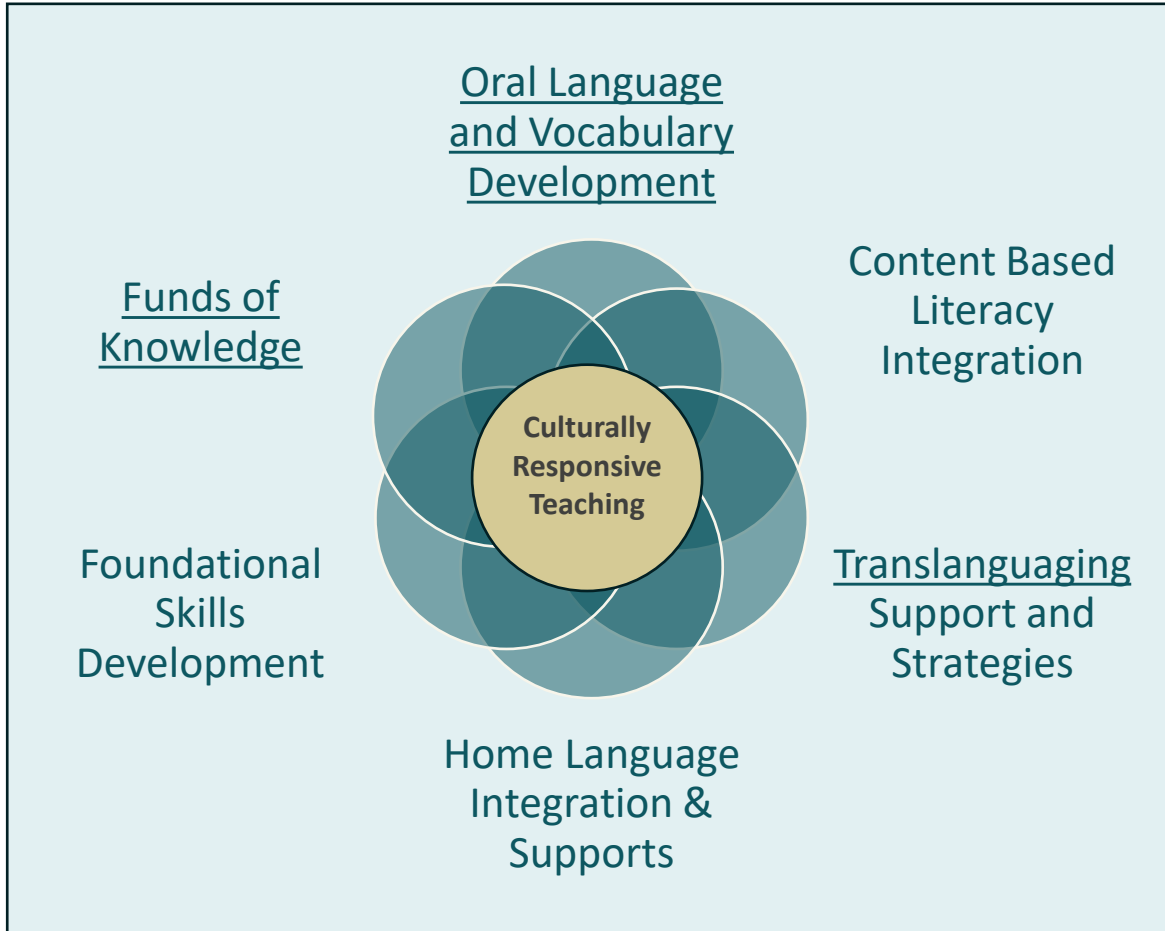 Oral Language
and Vocabulary
Development
Content Based
Literacy
Integration
Funds of
Knowledge
Culturally
Responsive
Teaching
Foundational
Skills
Development
Translanguaging
Support and
Strategies
Home Language
Integration &
Supports